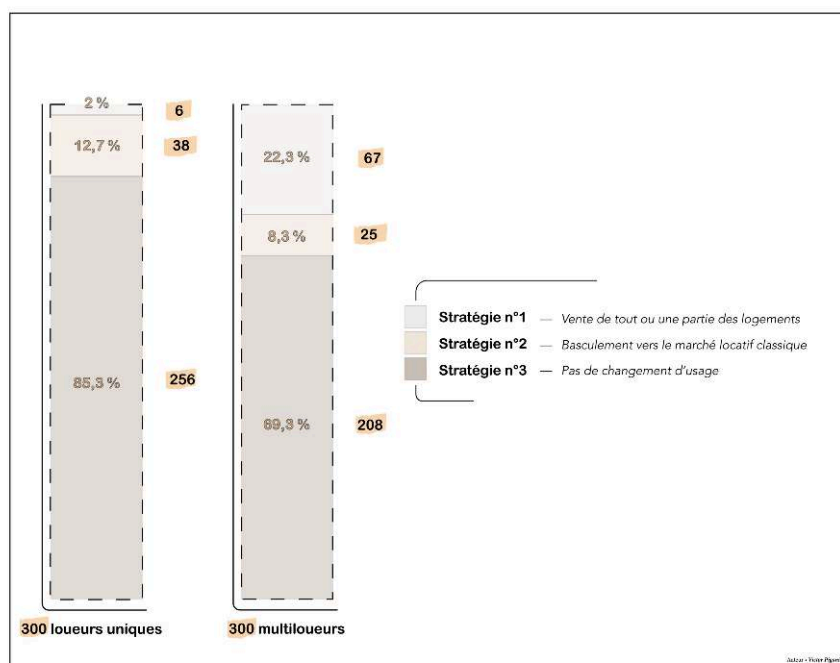 2 %
6
12,7 %
38
85,3 %
256
300 loueurs uniques
22,3 %
67
8,3 %
25
69,3 %
208
300 multiloueurs
Stratégie n°1 — Vente de tout ou une partie des logements
Stratégie n°2 — Basculement vers le marché locatif classique
Stratégie n°3 — Pas de changement d'usage
Auteur - Victor